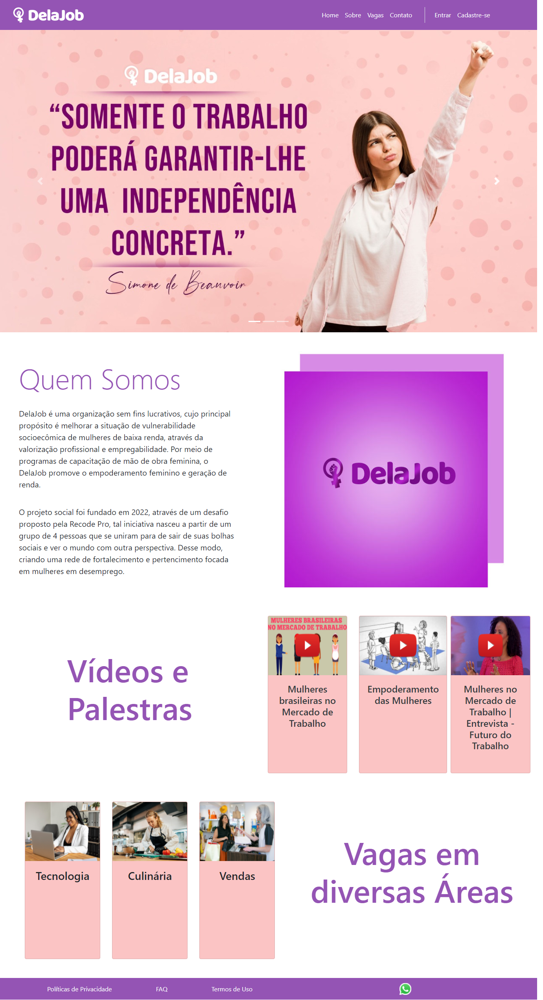 DelaJob
Home Sobre Vagas Contato Entrar Cadastre-se
DelaJob
“SOMENTE O TRABALHO
PODERÁ GARANTIR-LHE
UMA INDEPENDÊNCIA
CONCRETA.”
Simone de Beauvoir
Quem Somos
DelaJob é uma organização sem fins lucrativos, cujo principal
propósito é melhorar a situação de vulnerabilidade
socioecômica de mulheres de baixa renda, através da
valorização profissional e empregabilidade. Por meio de
programas de capacitação de mão de obra feminina, o
DelaJob promove o empoderamento feminino e geração de
renda.
O projeto social foi fundado em 2022, através de um desafio
proposto pela Recode Pro, tal iniciativa nasceu a partir de um
grupo de 4 pessoas que se uniram para de sair de suas bolhas
sociais e ver o mundo com outra perspectiva. Desse modo,
criando uma rede de fortalecimento e pertencimento focada
em mulheres em desemprego.
DelaJob
Vídeos e
Palestras
MULHERES BRASILEIRAS
NO MERCADO DE TRABALHO
Mulheres
brasileiras no
Mercado de
Trabalho
Empoderamento
das Mulheres
Mulheres no
Mercado de
Trabalho |
Entrevista -
Futuro do
Trabalho
Tecnologia
Culinária
Vendas
Vagas em
diversas Áreas
Políticas de Privacidade FAQ Termos de Uso